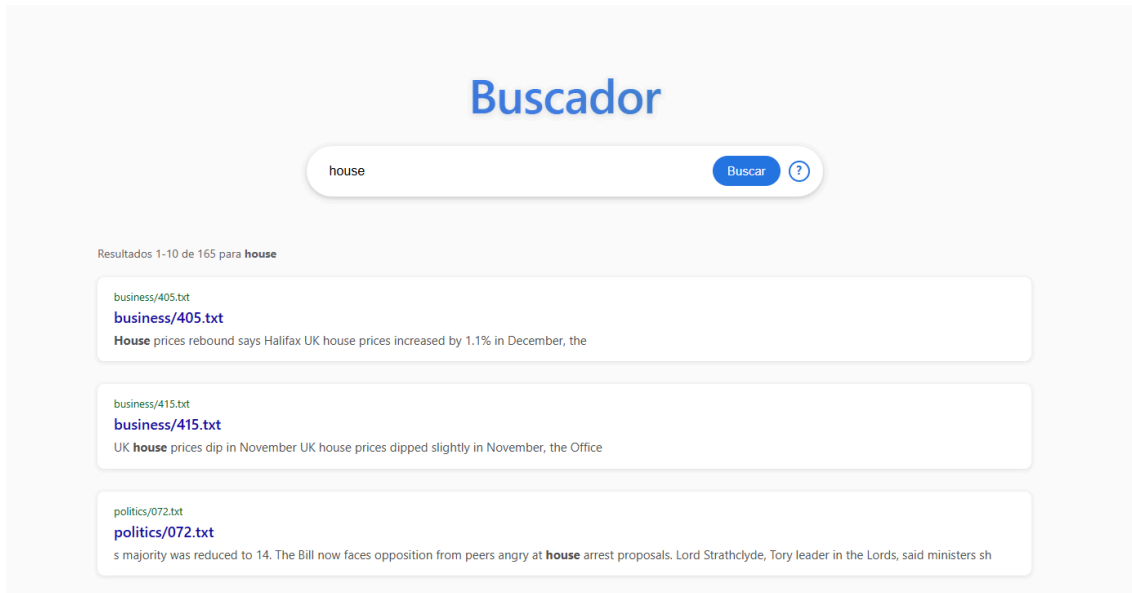 Buscador
house
Buscar
?
Resultados 1-10 de 165 para house
business/405.txt
business/405.txt
House prices rebound says Halifax UK house prices increased by 1.1% in December, the
business/415.txt
business/415.txt
UK house prices dip in November UK house prices dipped slightly in November, the Office
politics/072.txt
politics/072.txt
s majority was reduced to 14. The Bill now faces opposition from peers angry at house arrest proposals. Lord Strathclyde, Tory leader in the Lords, said ministers sh